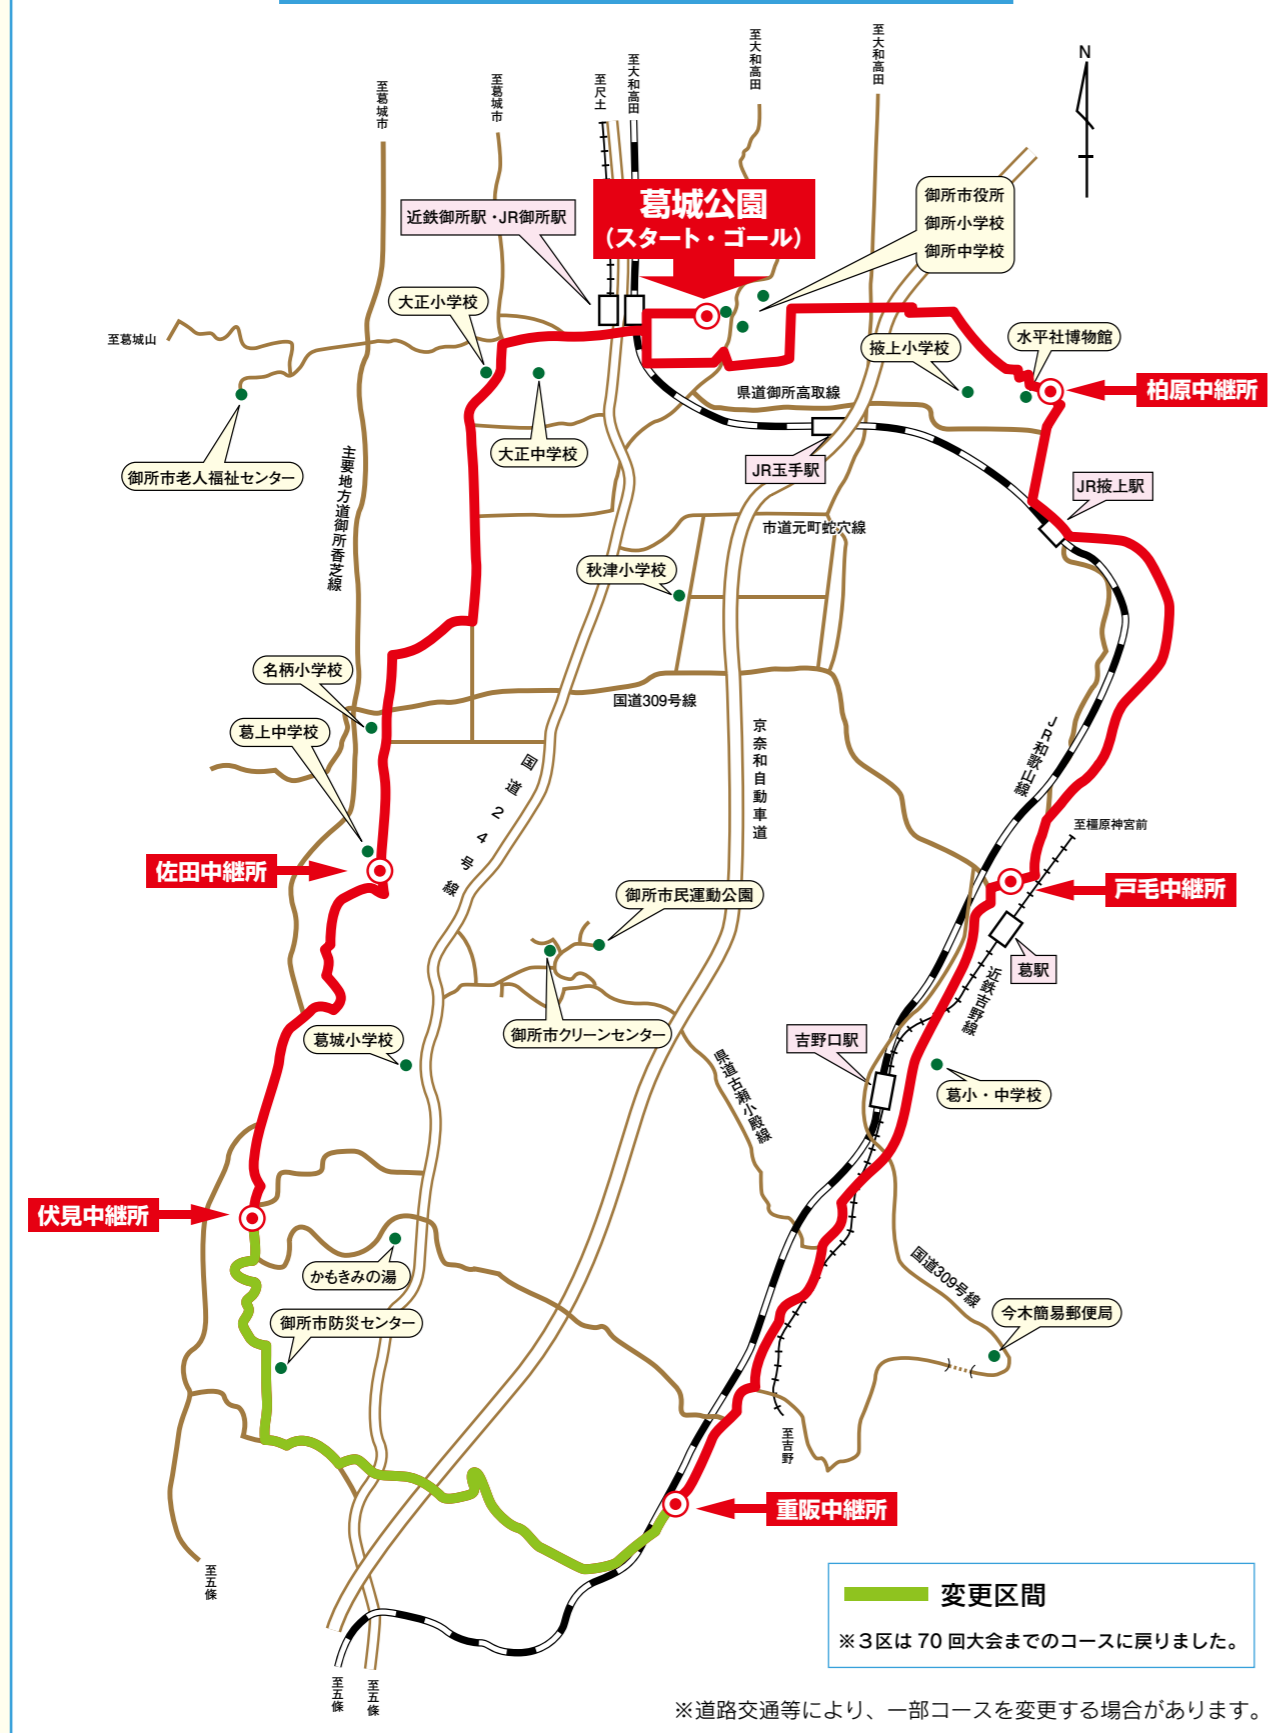 至葛城市
至葛城市
至尺土
至大和高田
至大和高田
至大和高田
N
葛城公園
(スタート・ゴール)
近鉄御所駅・JR御所駅
御所市役所
御所小学校
御所中学校
大正小学校
至葛城山
掖上小学校
水平社博物館
柏原中継所
県道御所高取線
大正中学校
JR玉手駅
御所市老人福祉センター
主要地方道御所香芝線
JR掖上駅
市道元町蛇穴線
秋津小学校
名柄小学校
国道309号線
葛上中学校
京奈和自動車道
国道24号線
JR和歌山線
至橿原神宮前
佐田中継所
戸毛中継所
御所市民運動公園
葛駅
近鉄吉野線
御所市クリーンセンター
葛城小学校
吉野口駅
県道古瀬小殿線
葛小・中学校
伏見中継所
かもきみの湯
国道309号線
御所市防災センター
今木簡易郵便局
至吉野
重阪中継所
至五條
至五條
至五條
変更区間
※3区は70回大会までのコースに戻りました。
※道路交通等により、一部コースを変更する場合があります。